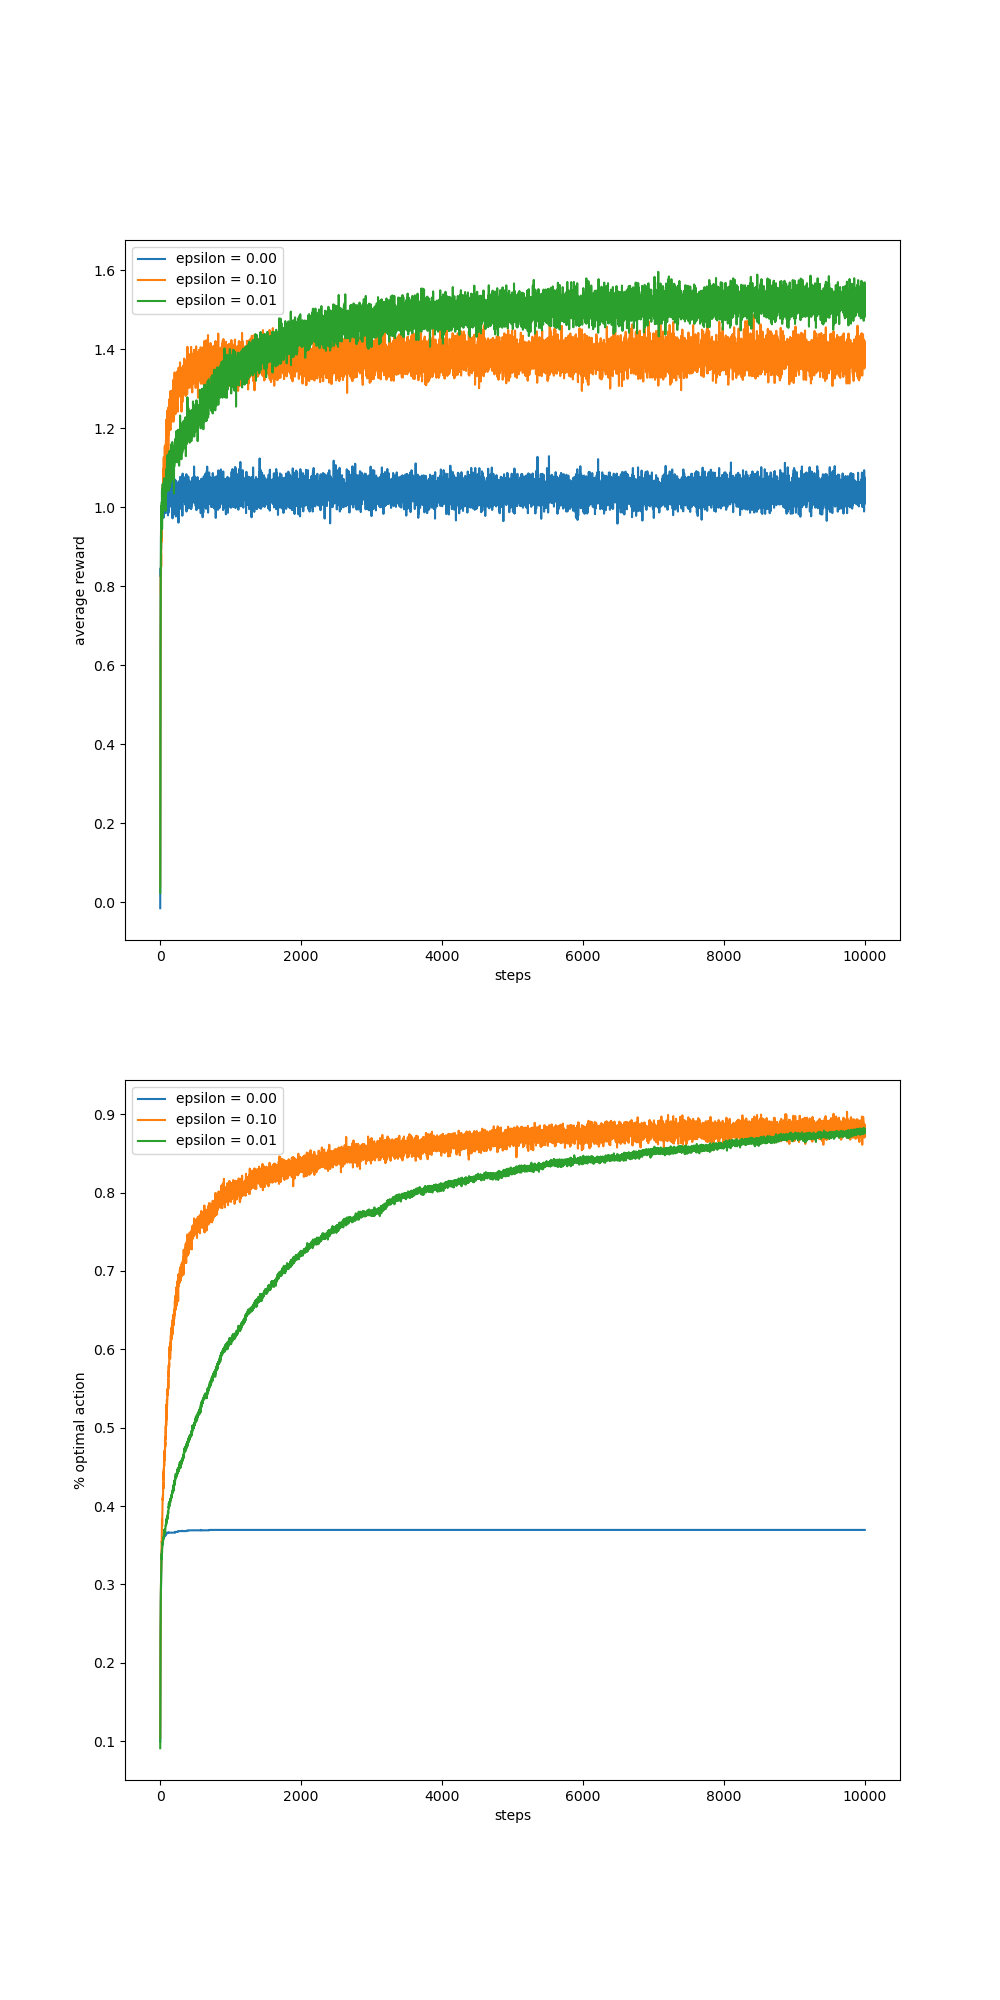 epsilon = 0.00
epsilon = 0.10
epsilon = 0.01
1.6
1.4
1.2
1.0
0.8
0.6
0.4
0.2
0.0
average reward
0 2000 4000 6000 8000 10000
steps
epsilon = 0.00
epsilon = 0.10
epsilon = 0.01
0.9
0.8
0.7
0.6
0.5
0.4
0.3
0.2
0.1
% optimal action
0 2000 4000 6000 8000 10000
steps